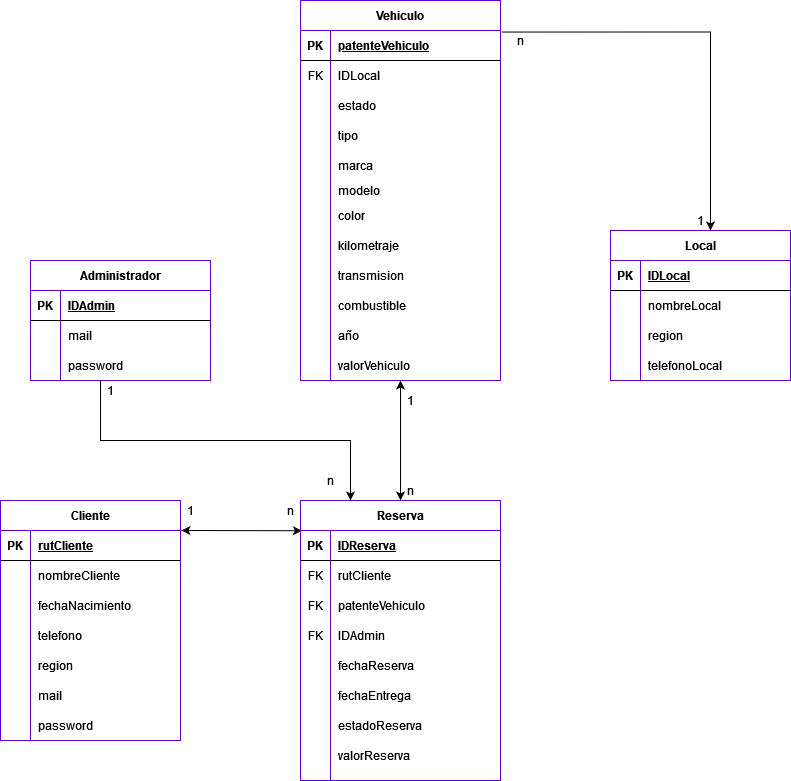 Vehiculo
PK patenteVehiculo
FK IDLocal
estado
tipo
marca
modelo
color
kilometraje
transmision
combustible
año
valorVehiculo
n
1
Local
PK IDLocal
nombreLocal
region
telefonoLocal
Administrador
PK IDAdmin
mail
password
1
n
1
n
Cliente
PK rutCliente
nombreCliente
fechaNacimiento
telefono
region
mail
password
1
n
Reserva
PK IDReserva
FK rutCliente
FK patenteVehiculo
FK IDAdmin
fechaReserva
fechaEntrega
estadoReserva
valorReserva